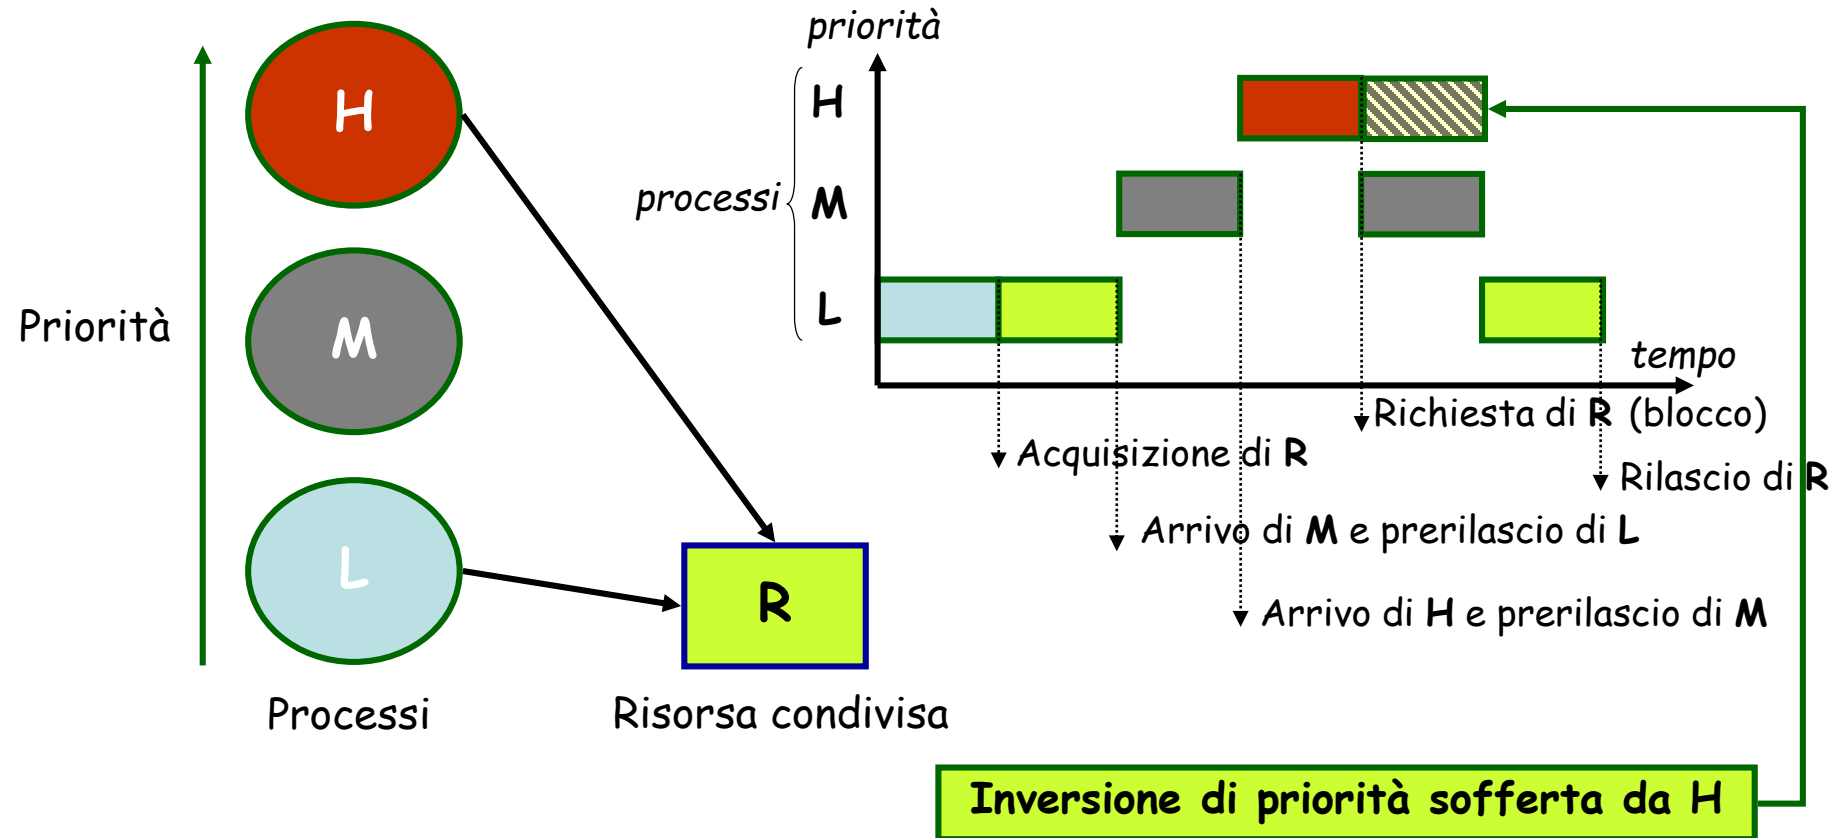 priorità
H
H
M
processi
L
Priorità
M
tempo
Richiesta di R (blocco)
Acquisizione di R
Rilascio di R
Arrivo di M e prerilascio di L
L
R
Arrivo di H e prerilascio di M
Processi
Risorsa condivisa
Inversione di priorità sofferta da H